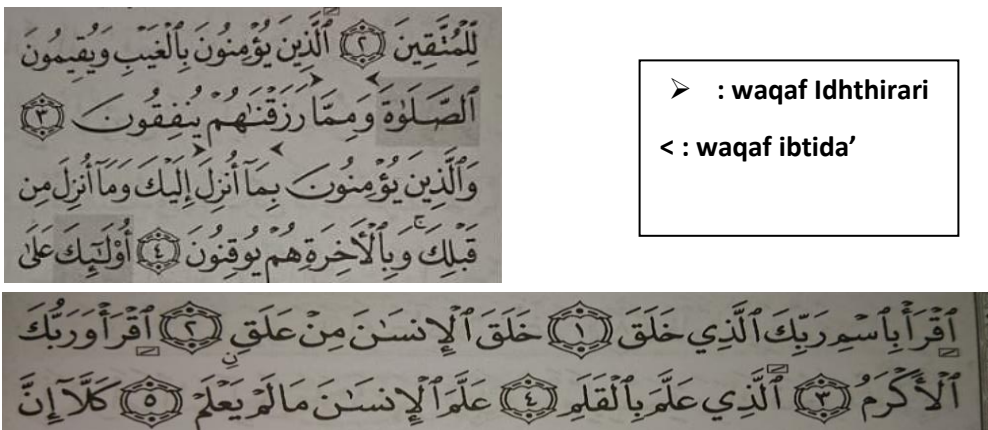 لِلْمُتَّقِينَ ٢ ٱلَّذِينَ يُؤْمِنُونَ بِٱلْغَيْبِ وَيُقِيمُونَ
ٱلصَّلَوٰةَ وَمِمَّا رَزَقْنَٰهُمْ يُنفِقُونَ ٣
وَٱلَّذِينَ يُؤْمِنُونَ بِمَآ أُنزِلَ إِلَيْكَ وَمَآ أُنزِلَ مِن
قَبْلِكَ ۚ وَبِٱلْأَخِرَةِ هُمْ يُوقِنُونَ ٤ أُوْلَٰٓئِكَ عَلَىٰ
➢ : waqaf Idhthirari
< : waqaf ibtida’
ٱقْرَأْ بِٱسْمِ رَبِّكَ ٱلَّذِي خَلَقَ ١ خَلَقَ ٱلْإِنسَٰنَ مِنْ عَلَقٍ ٢ ٱقْرَأْ وَرَبُّكَ
ٱلْأَكْرَمُ ٣ ٱلَّذِي عَلَّمَ بِٱلْقَلَمِ ٤ عَلَّمَ ٱلْإِنسَٰنَ مَا لَمْ يَعْلَمْ ٥ كَلَّآ إِنَّ